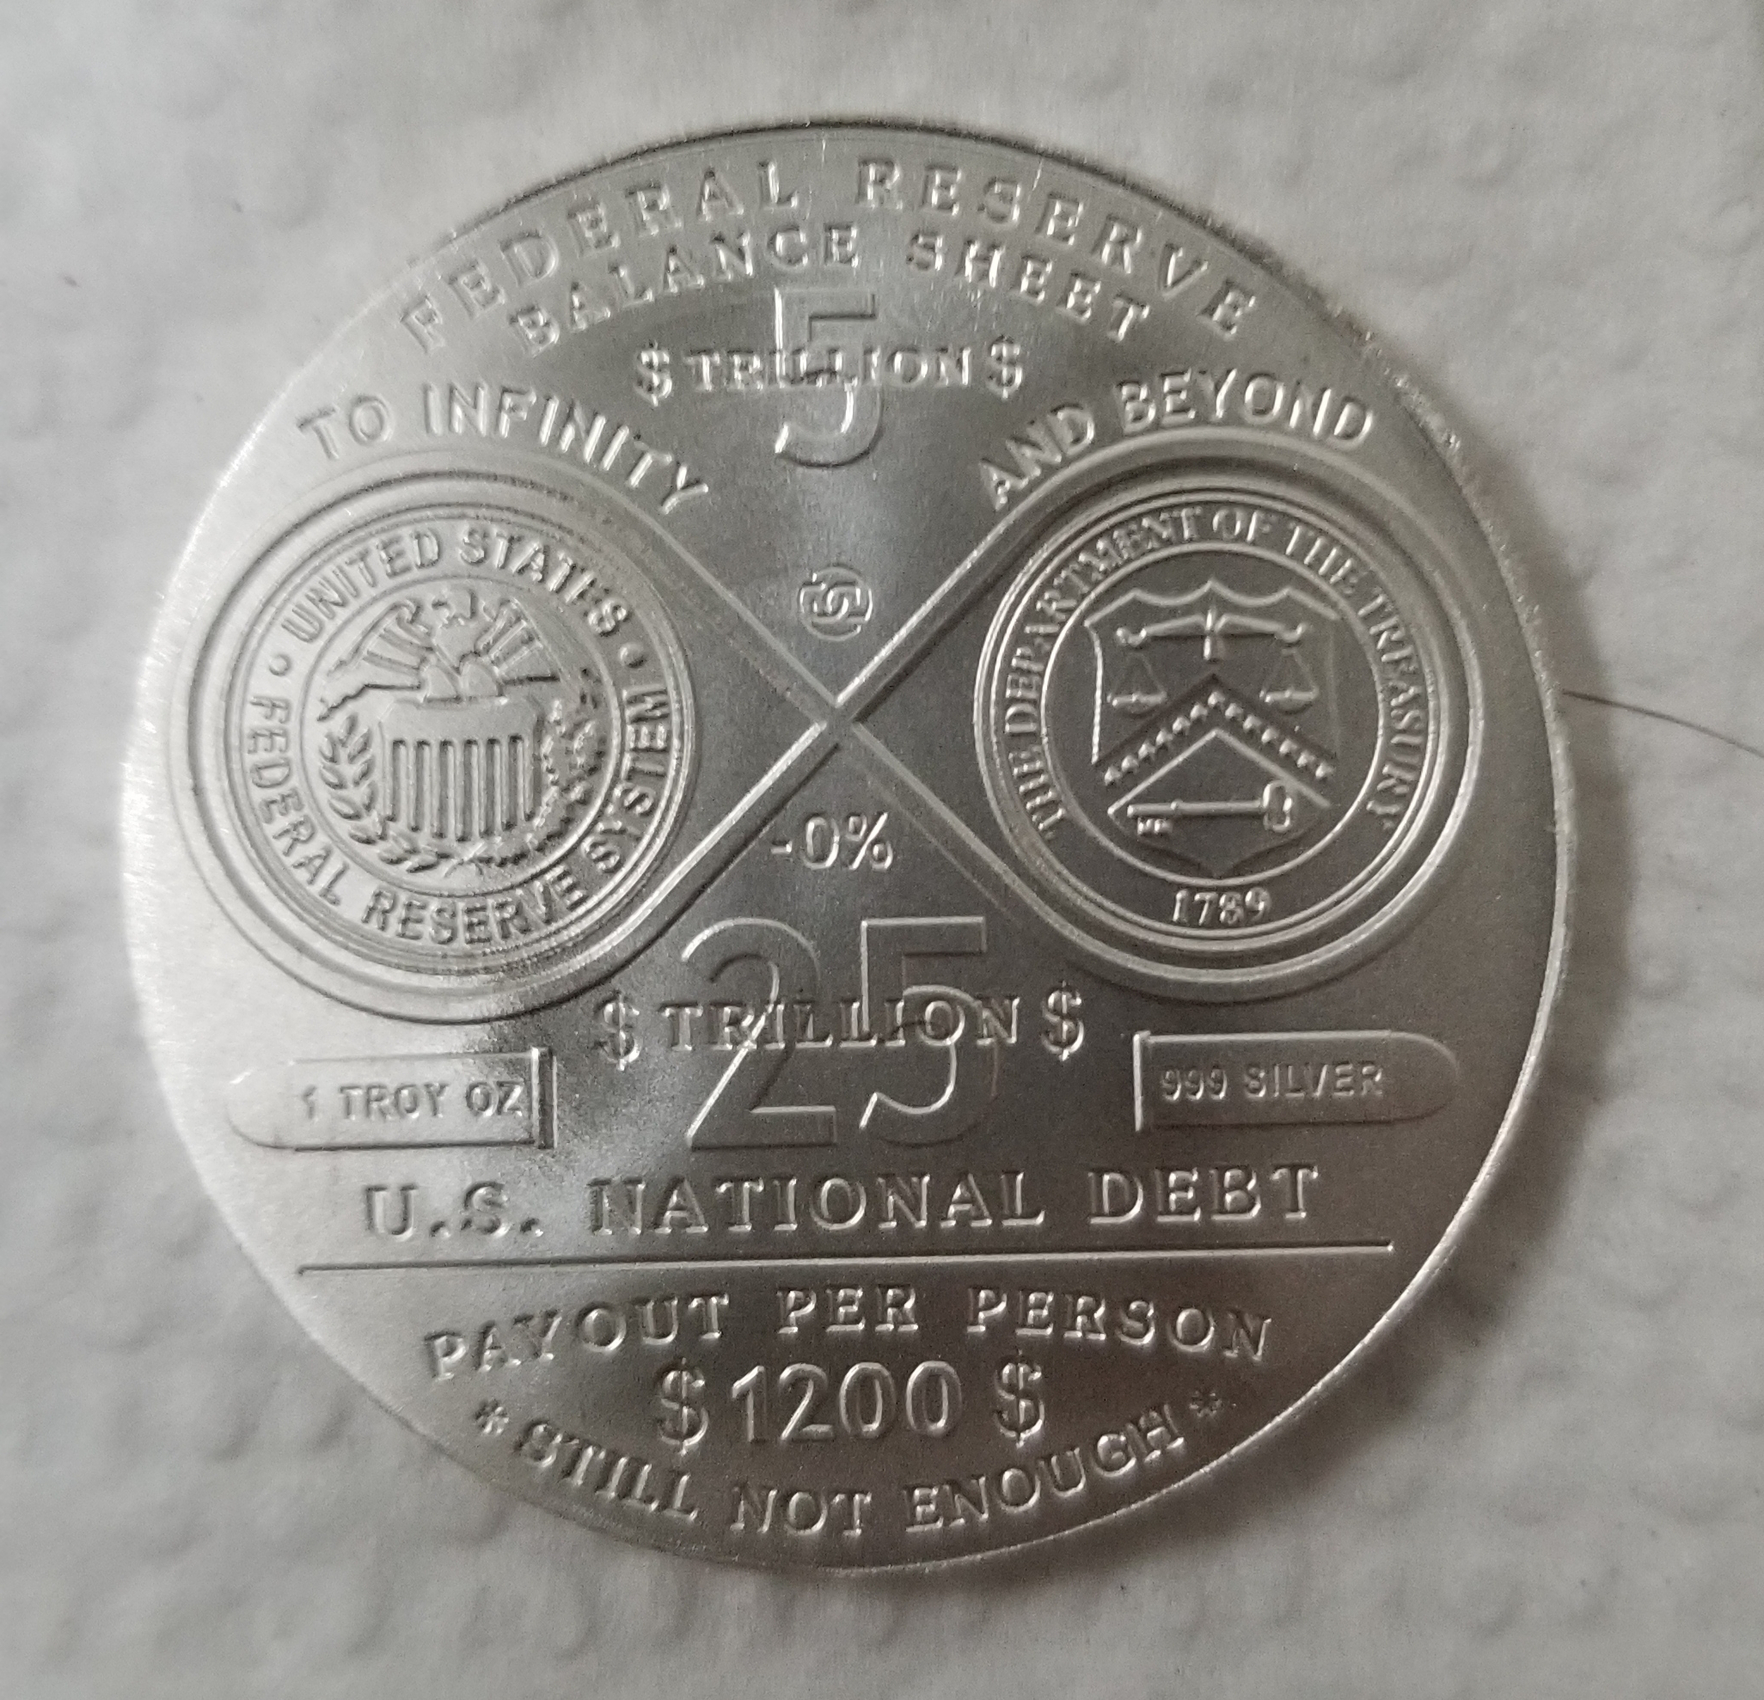 FEDERAL RESERVE
BALANCE SHEET
5
$ TRILLION $
TO INFINITY
AND BEYOND
• UNITED STATES •
FEDERAL RESERVE SYSTEM
THE DEPARTMENT OF THE TREASURY
1789
-0%
25
$ TRILLION $
1 TROY OZ
999 SILVER
U.S. NATIONAL DEBT
PAYOUT PER PERSON
$ 1200 $
* STILL NOT ENOUGH *